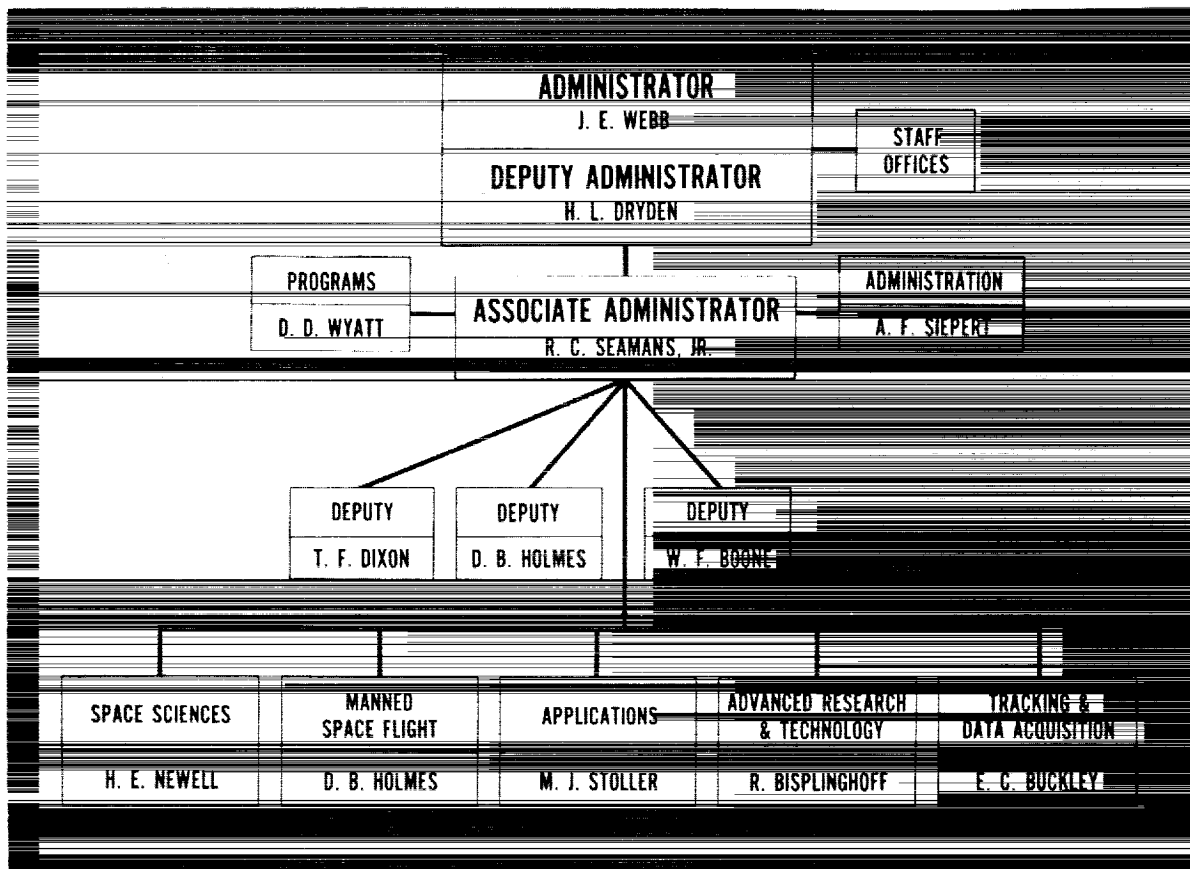 ADMINISTRATOR
J. E. WEBB
DEPUTY ADMINISTRATOR
H. L. DRYDEN
STAFF
OFFICES
PROGRAMS
D. D. WYATT
ASSOCIATE ADMINISTRATOR
R. C. SEAMANS, JR.
ADMINISTRATION
A. F. SIEPERT
DEPUTY
T. F. DIXON
DEPUTY
D. B. HOLMES
DEPUTY
W. F. BOONE
SPACE SCIENCES
H. E. NEWELL
MANNED
SPACE FLIGHT
D. B. HOLMES
APPLICATIONS
M. J. STOLLER
ADVANCED RESEARCH
& TECHNOLOGY
R. BISPLINGHOFF
TRACKING &
DATA ACQUISITION
E. C. BUCKLEY